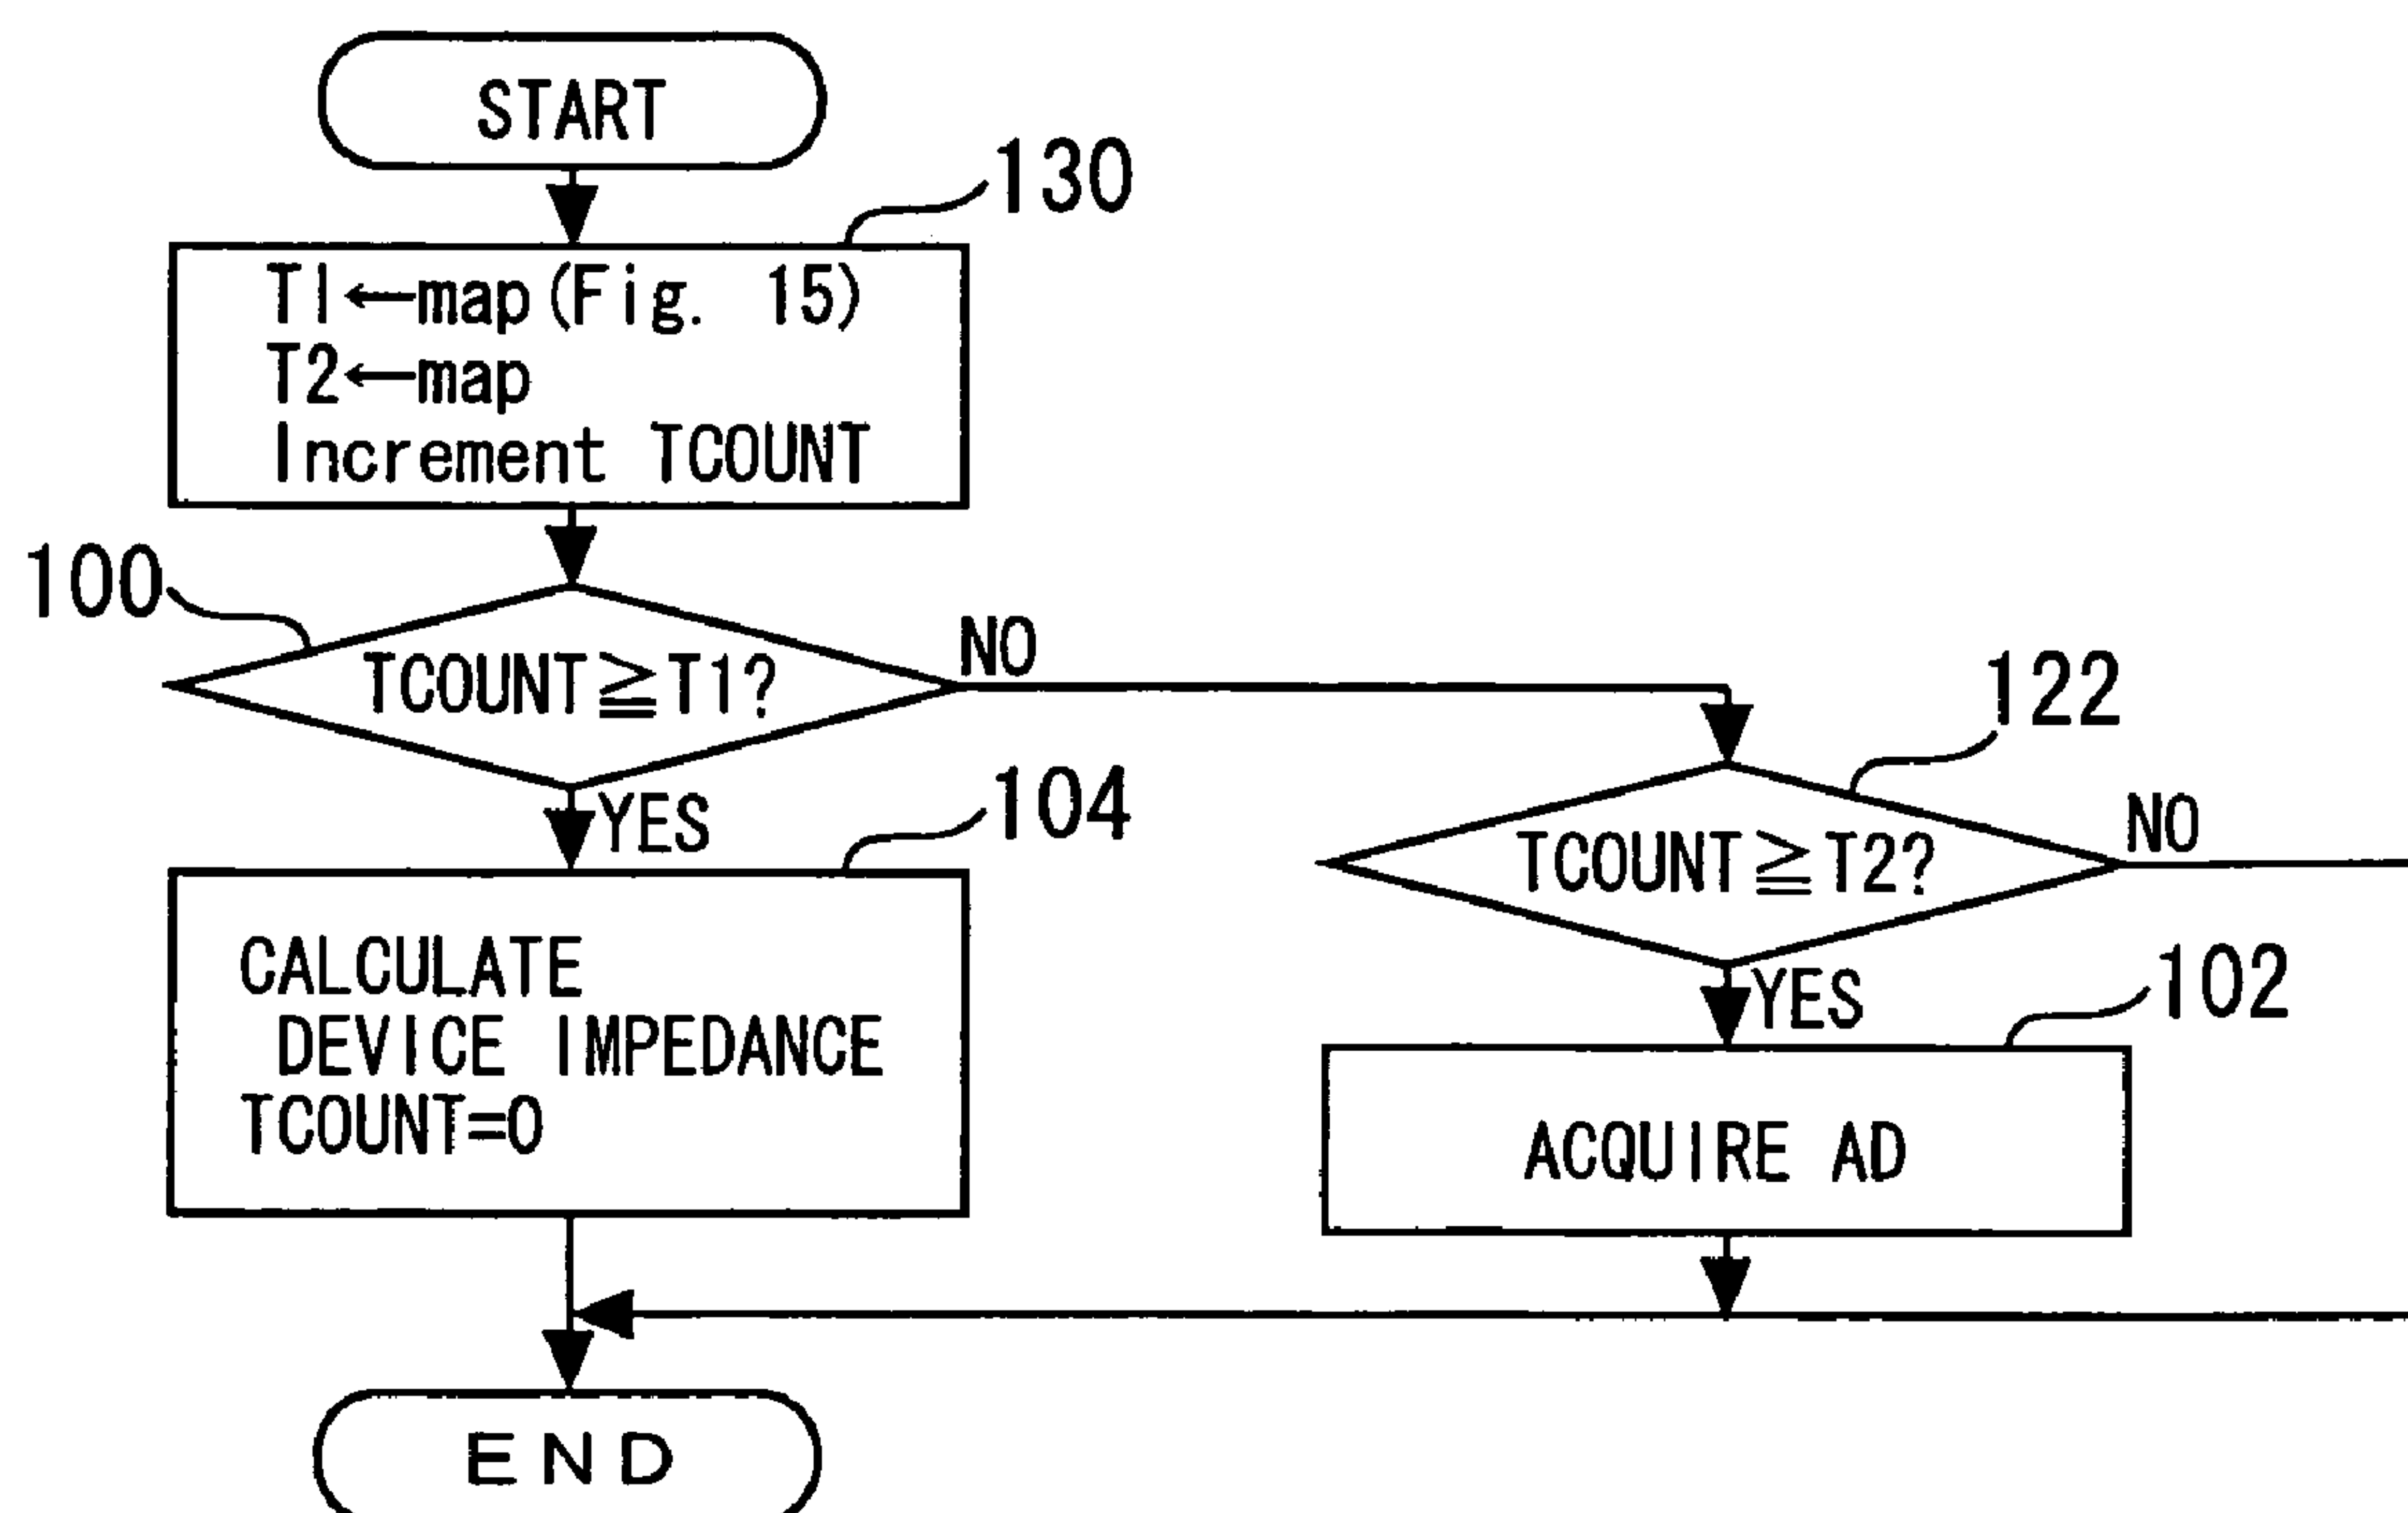 START
130
T1←map(Fig. 15)
T2←map
Increment TCOUNT
100
TCOUNT≧T1?
NO
YES
122
TCOUNT≧T2?
NO
YES
104
CALCULATE
DEVICE IMPEDANCE
TCOUNT=0
102
ACQUIRE AD
END